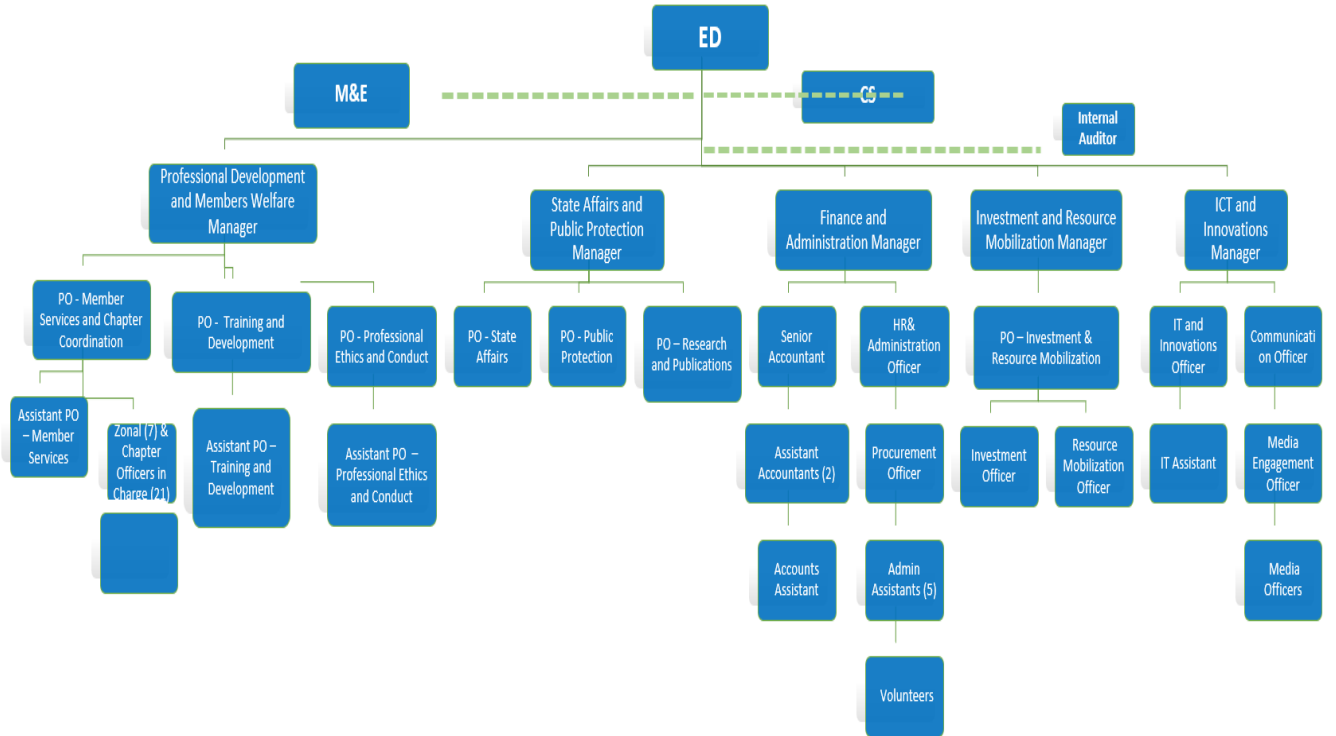 ED
M&E
CS
Internal
Auditor
Professional Development
and Members Welfare
Manager
State Affairs and
Public Protection
Manager
Finance and
Administration Manager
Investment and Resource
Mobilization Manager
ICT and
Innovations
Manager
PO - Member
Services and Chapter
Coordination
PO - Training and
Development
PO - Professional
Ethics and Conduct
PO - State
Affairs
PO - Public
Protection
PO – Research
and Publications
Senior
Accountant
HR&
Administration
Officer
PO – Investment &
Resource Mobilization
IT and
Innovations
Officer
Communicati
on Officer
Assistant PO
– Member
Services
Zonal (7) &
Chapter
Officers in
Charge (21)
Assistant PO –
Training and
Development
Assistant PO –
Professional Ethics
and Conduct
Assistant
Accountants (2)
Procurement
Officer
Investment
Officer
Resource
Mobilization
Officer
IT Assistant
Media
Engagement
Officer
Accounts
Assistant
Admin
Assistants (5)
Media
Officers
Volunteers